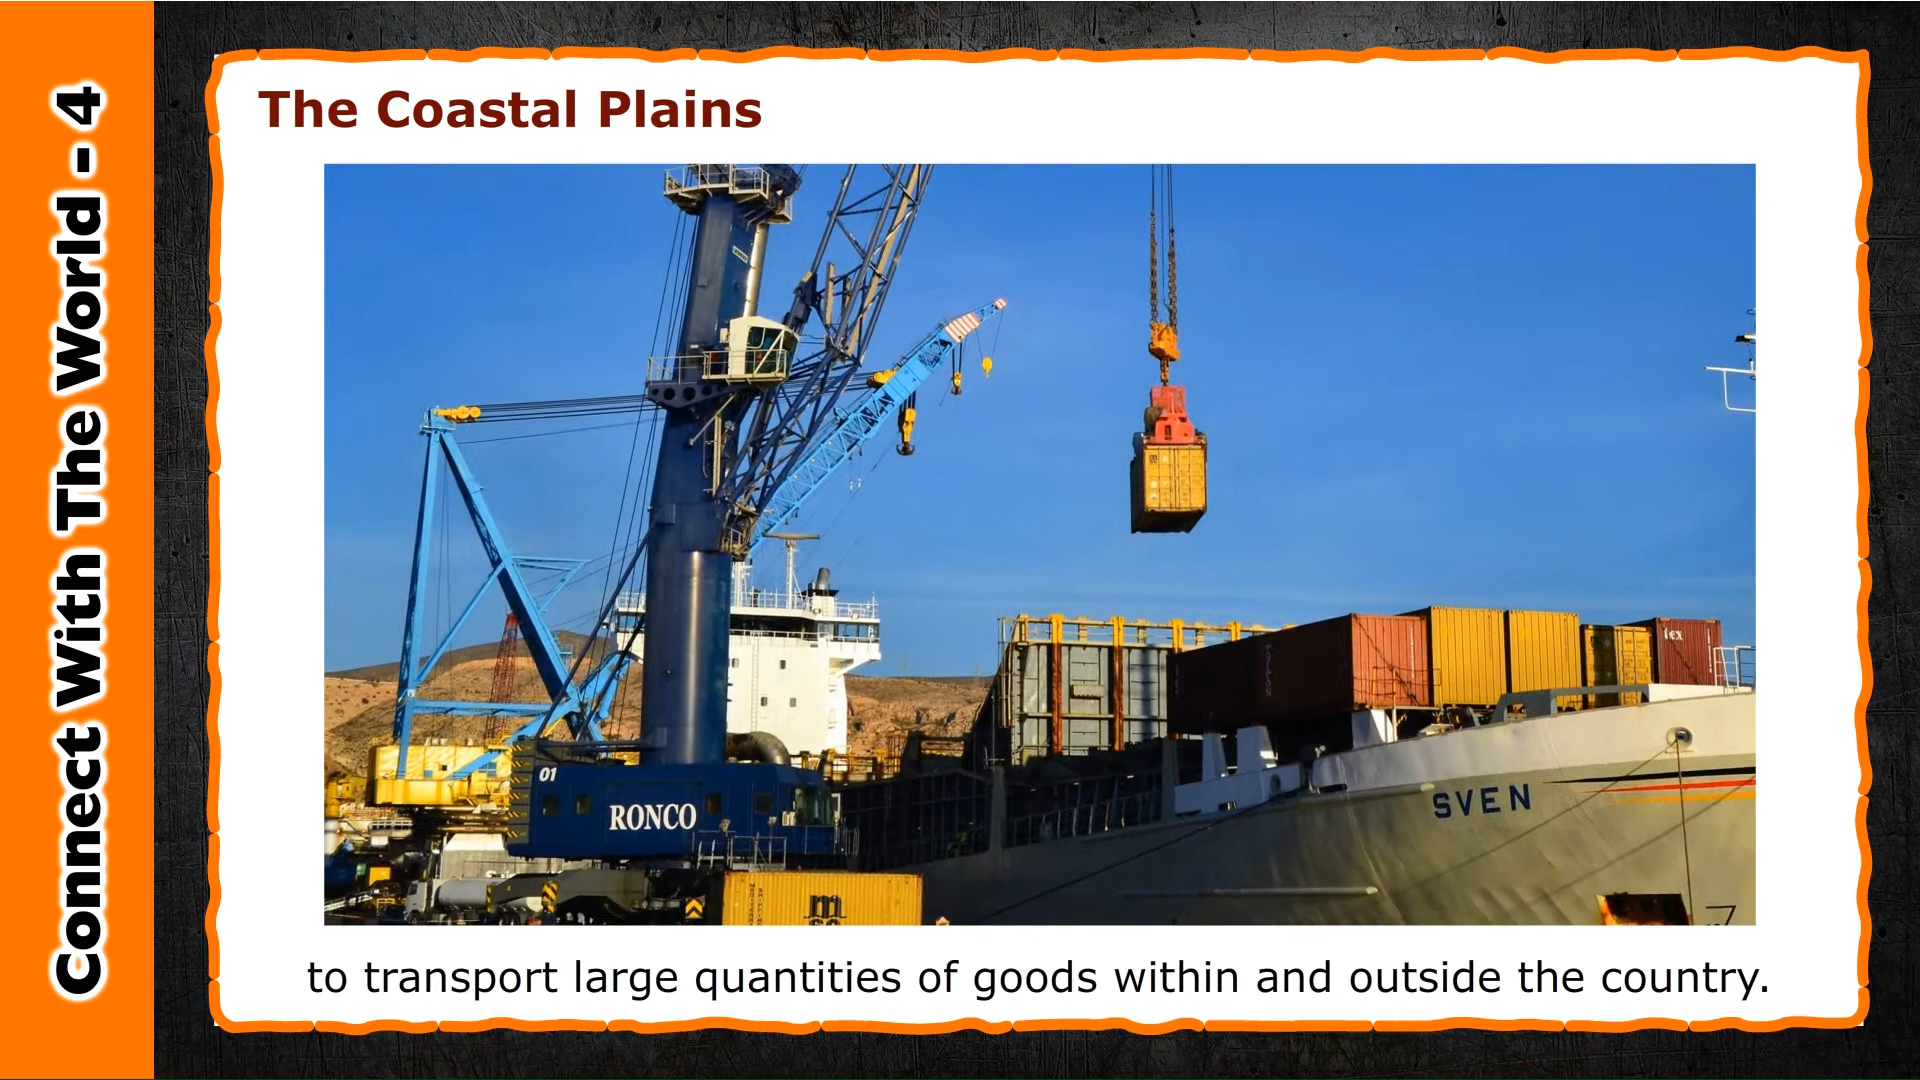 Connect With The World - 4
The Coastal Plains
01
RONCO
SVEN
tex
m
to transport large quantities of goods within and outside the country.